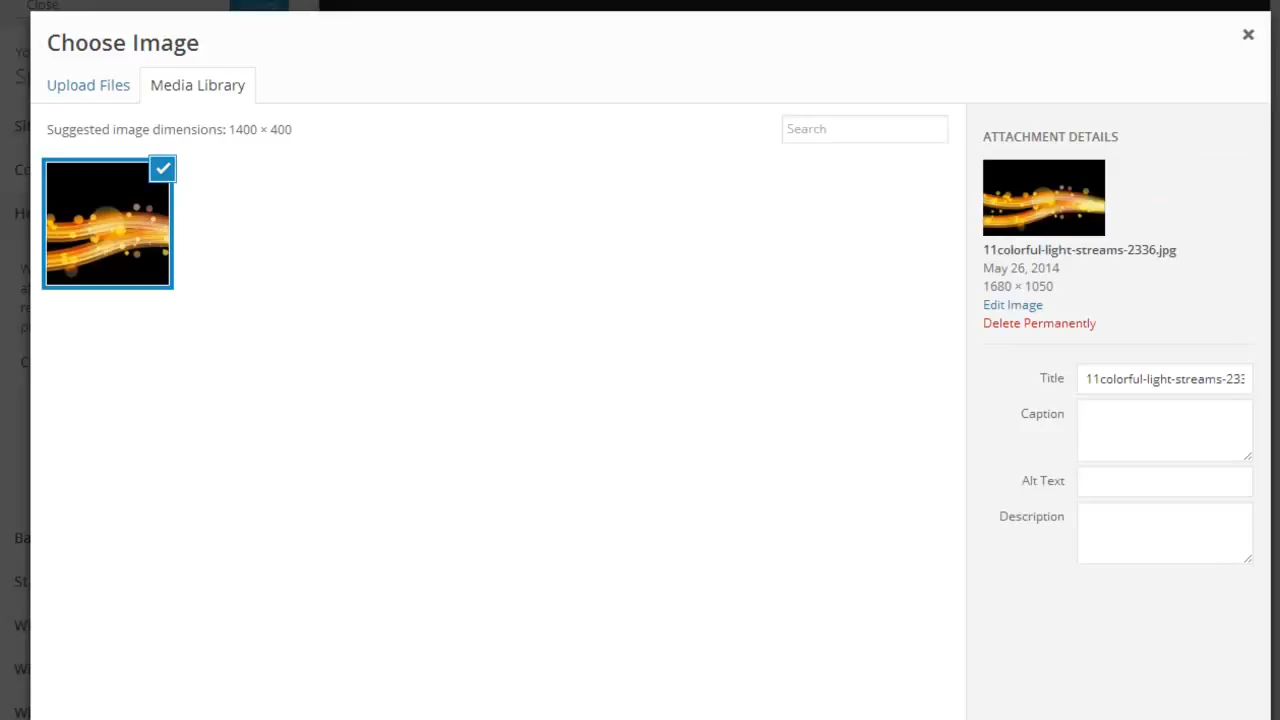 Close
Choose Image
Upload Files
Media Library
Suggested image dimensions: 1400 × 400
Search
ATTACHMENT DETAILS
11colorful-light-streams-2336.jpg
May 26, 2014
1680 × 1050
Edit Image
Delete Permanently
Title
11colorful-light-streams-233
Caption
Alt Text
Description